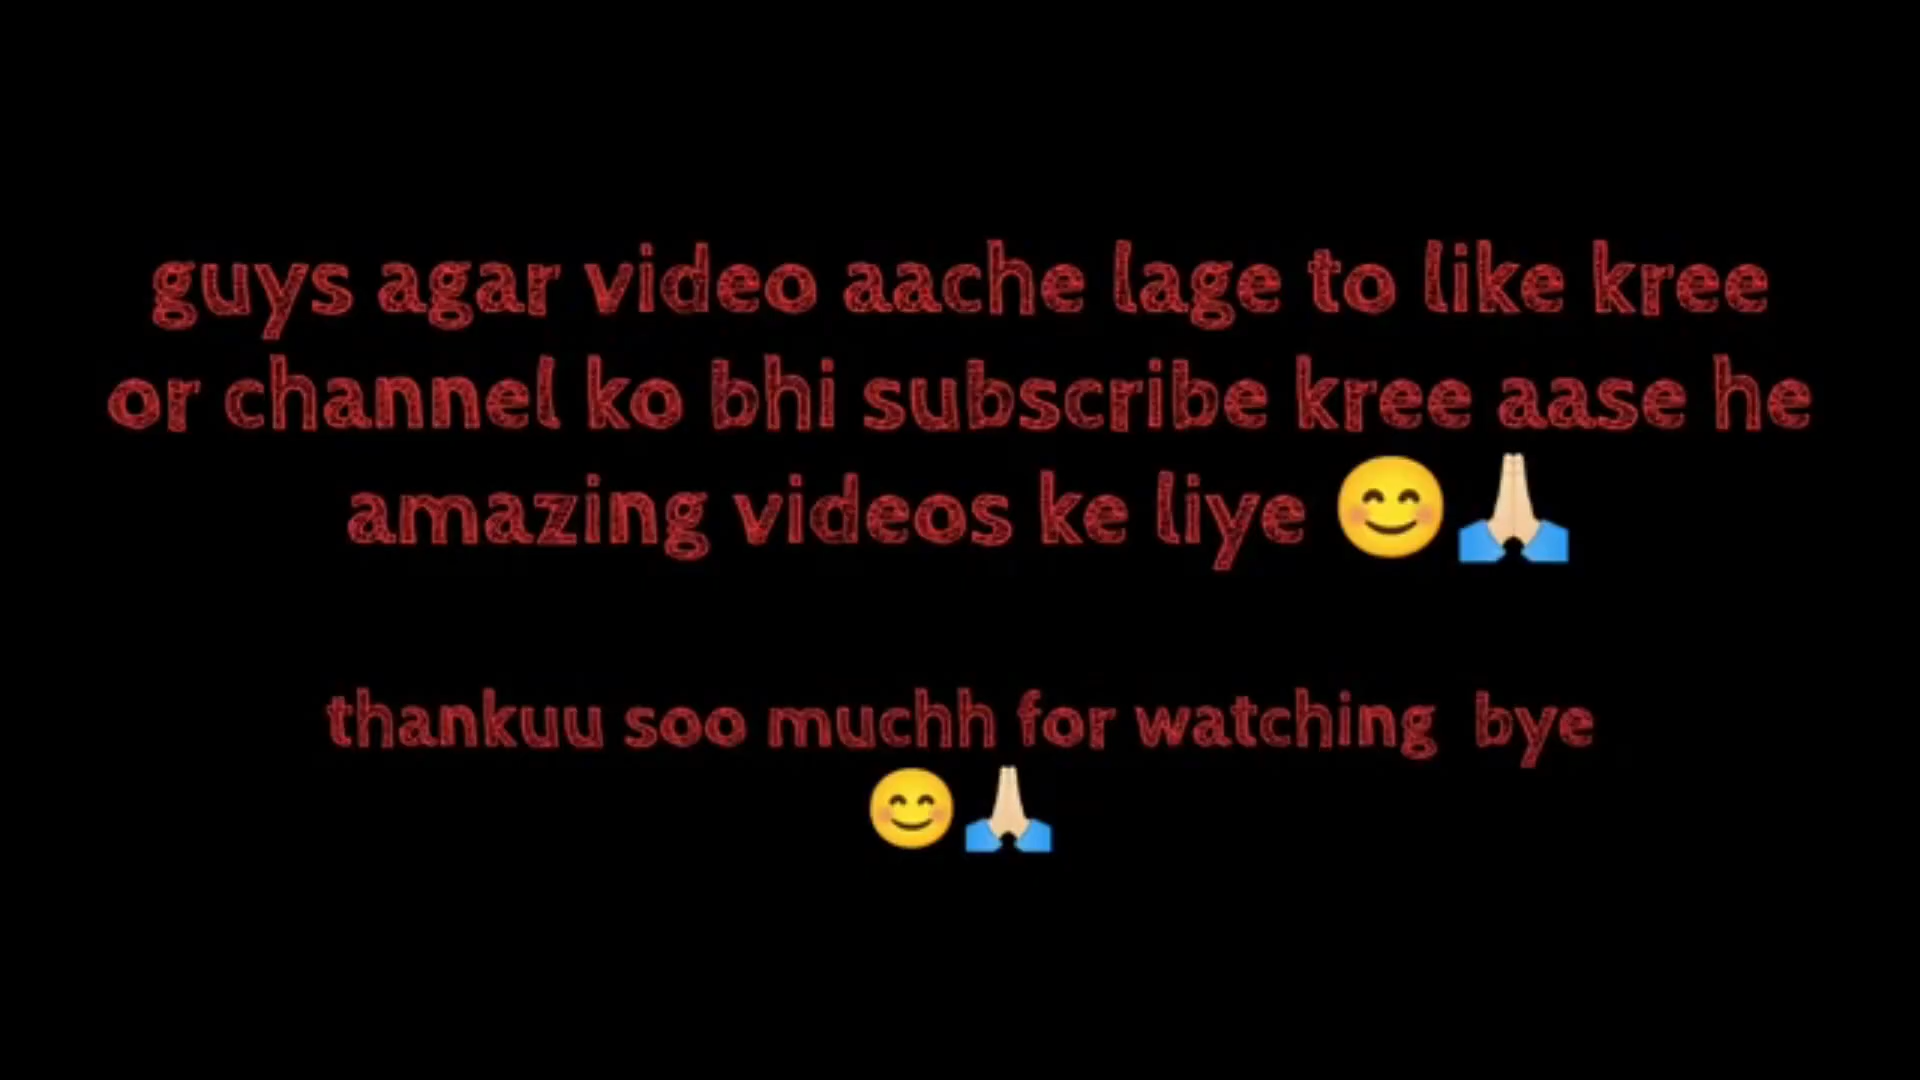 guys agar video aache lage to like kree
or channel ko bhi subscribe kree aase he
amazing videos ke liye 😊🙏🏻
thankuu soo muchh for watching  bye
😊🙏🏻